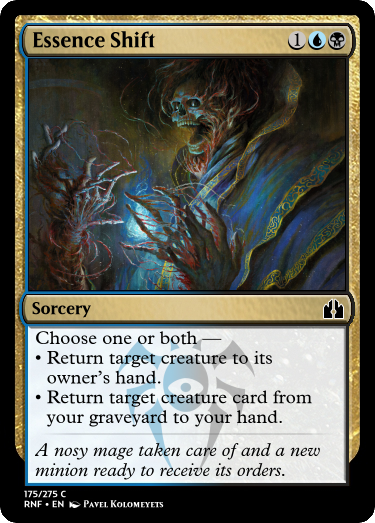 Essence Shift 1
Sorcery
Choose one or both —
• Return target creature to its
owner's hand.
• Return target creature card from
your graveyard to your hand.
A nosy mage taken care of and a new
minion ready to receive its orders.
175/275 C
RNF • EN Pavel Kolomeyets